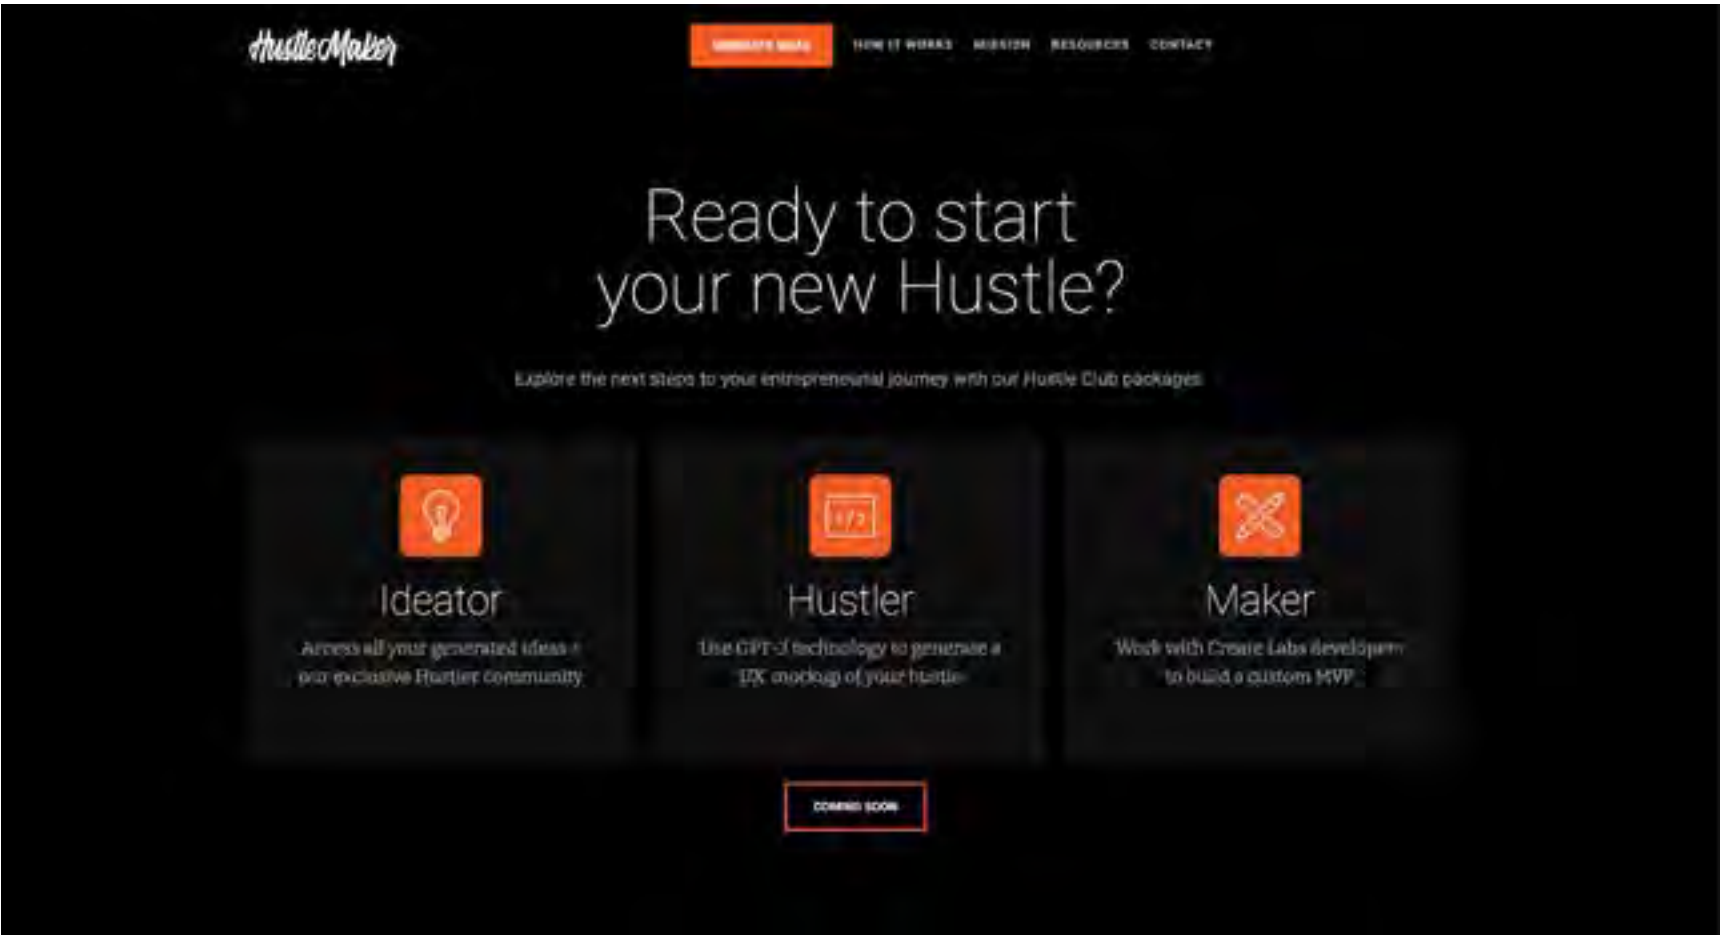 HustleMaker
GENERATE IDEAS HOW IT WORKS MISSION RESOURCES CONTACT
Ready to start
your new Hustle?
Explore the next steps to your entrepreneurial journey with our Hustle Club packages
Ideator
Access all your generated ideas +
our exclusive Hustler community
Hustler
Use GPT-3 technology to generate a
UX mockup of your hustle
Maker
Work with Create Labs developers
to build a custom MVP
COMING SOON